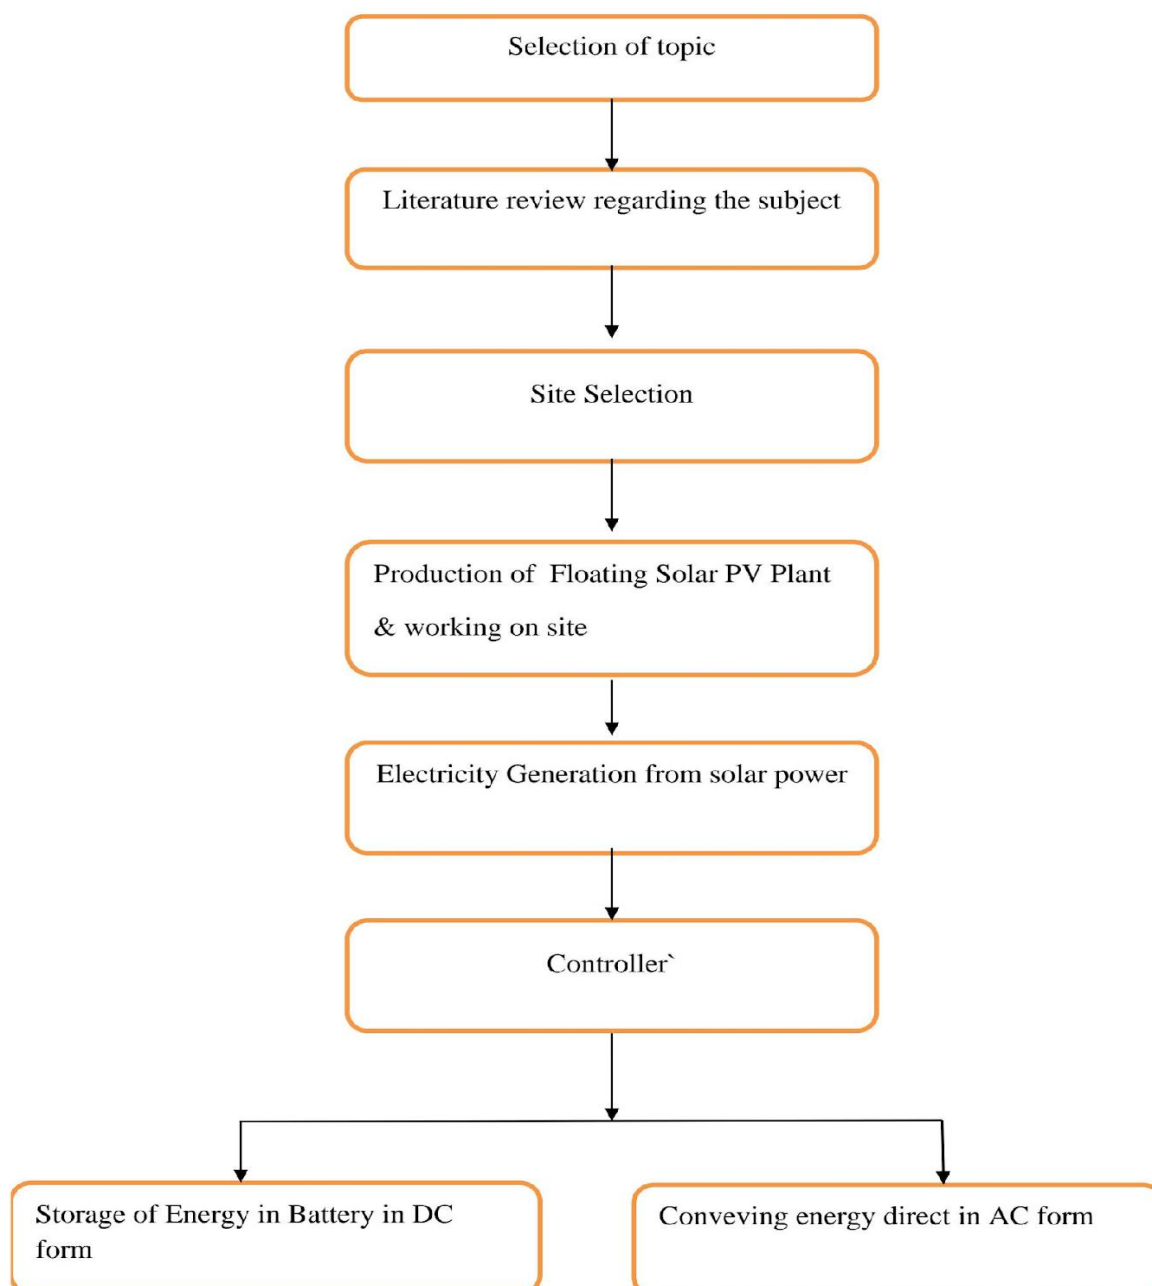 Selection of topic
Literature review regarding the subject
Site Selection
Production of Floating Solar PV Plant
& working on site
Electricity Generation from solar power
Controller`
Storage of Energy in Battery in DC
form
Conveving energy direct in AC form